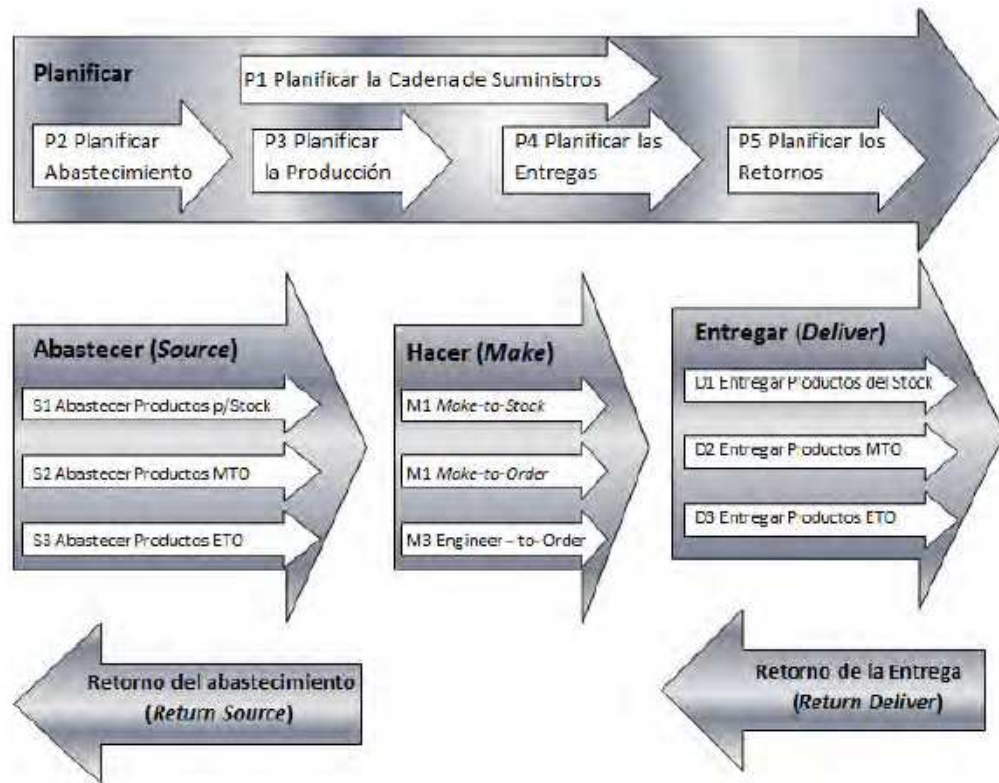 Planificar
P1 Planificar la Cadena de Suministros
P2 Planificar
Abastecimiento
P3 Planificar
la Producción
P4 Planificar las
Entregas
P5 Planificar los
Retornos
Abastecer (Source)
S1 Abastecer Productos p/Stock
S2 Abastecer Productos MTO
S3 Abastecer Productos ETO
Hacer (Make)
M1 Make-to-Stock
M1 Make-to-Order
M3 Engineer – to- Order
Entregar (Deliver)
D1 Entregar Productos del Stock
D2 Entregar Productos MTO
D3 Entregar Productos ETO
Retorno del abastecimiento
(Return Source)
Retorno de la Entrega
(Return Deliver)